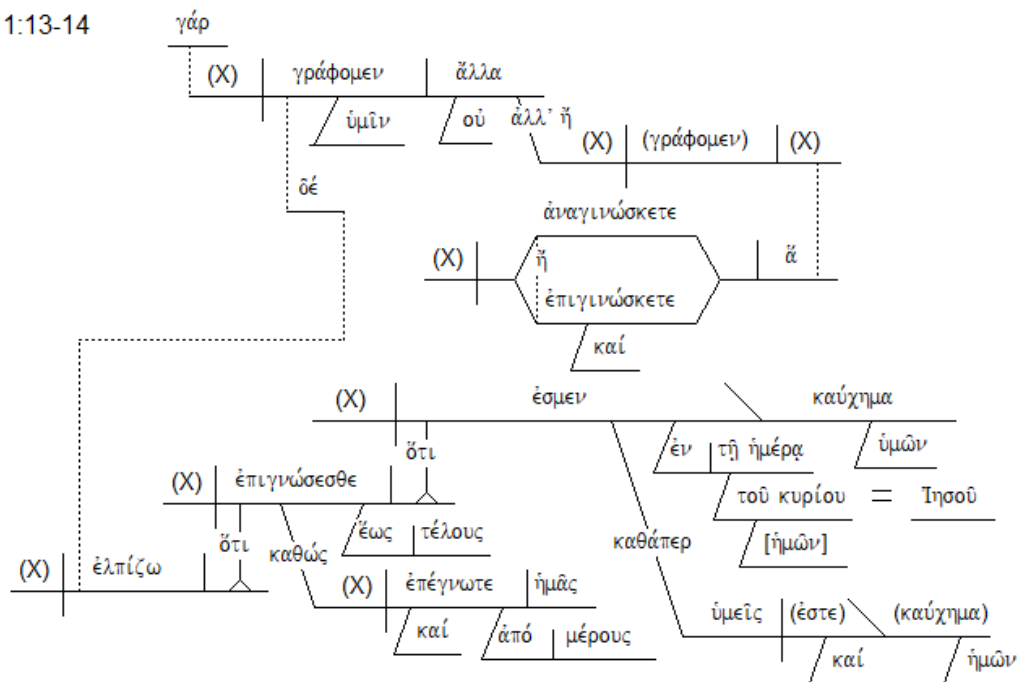 1:13-14
γάρ
(X) γράφομεν ἄλλα
ὑμῖν οὐ ἀλλ' ἤ
(X) (γράφομεν) (X)
δέ
ἀναγινώσκετε
(X) ἤ ἅ
ἐπιγινώσκετε
καί
(X) ἐσμεν καύχημα
ὅτι ἐν τῇ ἡμέρᾳ ὑμῶν
(X) ἐπιγνώσεσθε
τοῦ κυρίου = Ἰησοῦ
ἕως τέλους
καθώς καθάπερ [ἡμῶν]
(X) ἐλπίζω ὅτι
(X) ἐπέγνωτε ἡμᾶς
ὑμεῖς (ἐστε) (καύχημα)
καί ἀπό μέρους
καί ἡμῶν